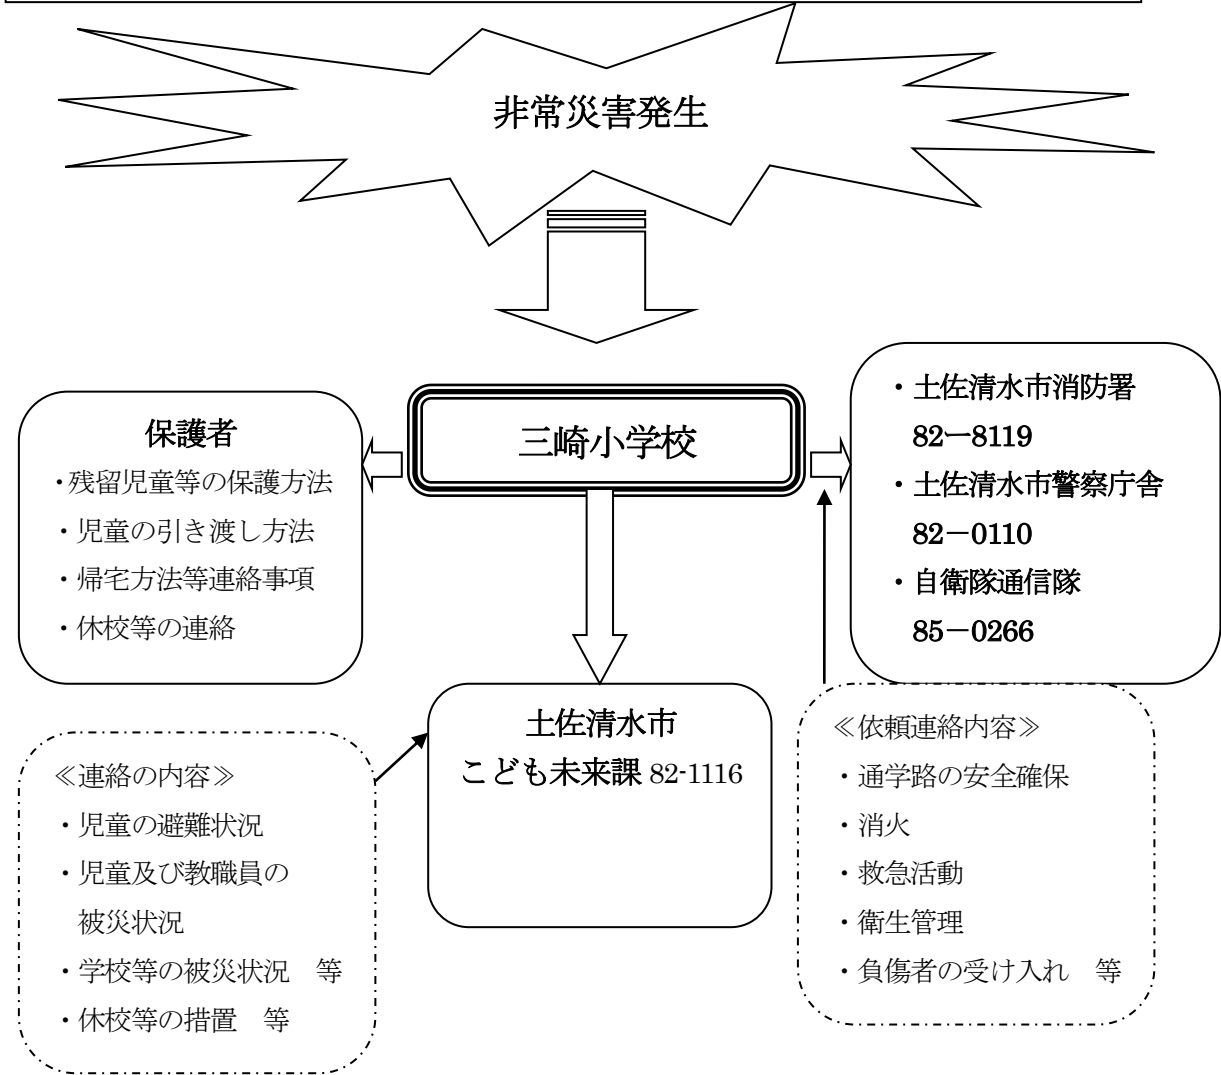 非常災害発生
三崎小学校
保護者
・残留児童等の保護方法
・児童の引き渡し方法
・帰宅方法等連絡事項
・休校等の連絡
・土佐清水市消防署
82ー8119
・土佐清水市警察庁舎
82－0110
・自衛隊通信隊
85－0266
土佐清水市
こども未来課 82-1116
≪連絡の内容≫
・児童の避難状況
・児童及び教職員の
被災状況
・学校等の被災状況　等
・休校等の措置　等
≪依頼連絡内容≫
・通学路の安全確保
・消火
・救急活動
・衛生管理
・負傷者の受け入れ　等